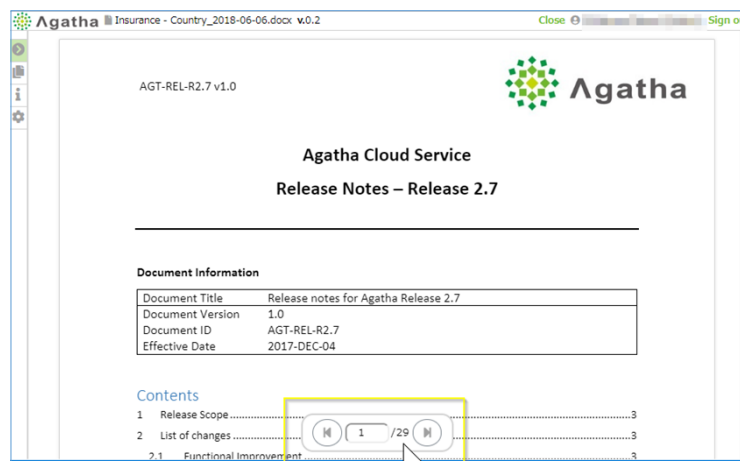 Agatha Insurance - Country_2018-06-06.docx v.0.2 Close Sign o
AGT-REL-R2.7 v1.0
Agatha
Agatha Cloud Service
Release Notes – Release 2.7
Document Information
Document Title Release notes for Agatha Release 2.7
Document Version 1.0
Document ID AGT-REL-R2.7
Effective Date 2017-DEC-04
Contents
1 Release Scope ... 3
2 List of changes ... 3
2.1 Functional Improvement ... 3
1 /29